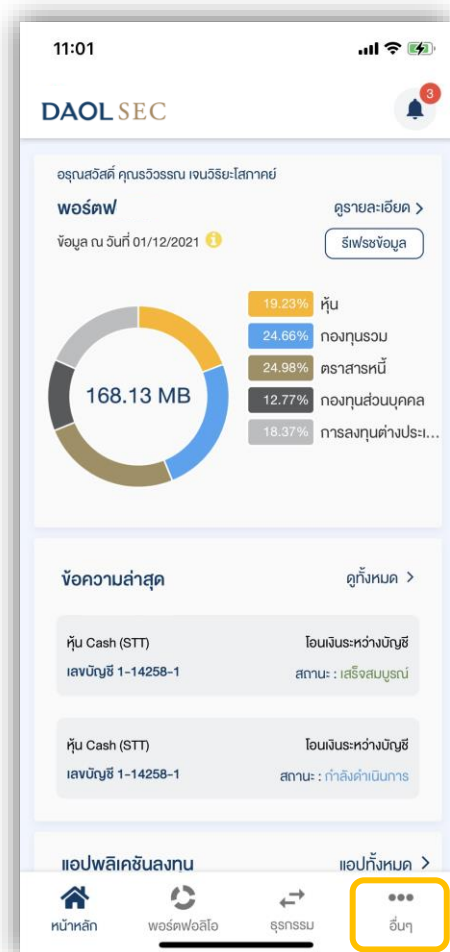 11:01
DAOL SEC
3
อรุณสวัสดิ์ คุณรวิวรรณ เจนวิริยะโสภาคย์
พอร์ตฟ
ดูรายละเอียด >
ข้อมูล ณ วันที่ 01/12/2021
รีเฟรชข้อมูล
168.13 MB
19.23% หุ้น
24.66% กองทุนรวม
24.98% ตราสารหนี้
12.77% กองทุนส่วนบุคคล
18.37% การลงทุนต่างประเ...
ข้อความล่าสุด
ดูทั้งหมด >
หุ้น Cash (STT)
โอนเงินระหว่างบัญชี
เลขบัญชี 1-14258-1
สถานะ : เสร็จสมบูรณ์
หุ้น Cash (STT)
โอนเงินระหว่างบัญชี
เลขบัญชี 1-14258-1
สถานะ : กำลังดำเนินการ
แอปพลิเคชันลงทุน
แอปทั้งหมด >
หน้าหลัก
พอร์ตฟอลิโอ
ธุรกรรม
อื่นๆ